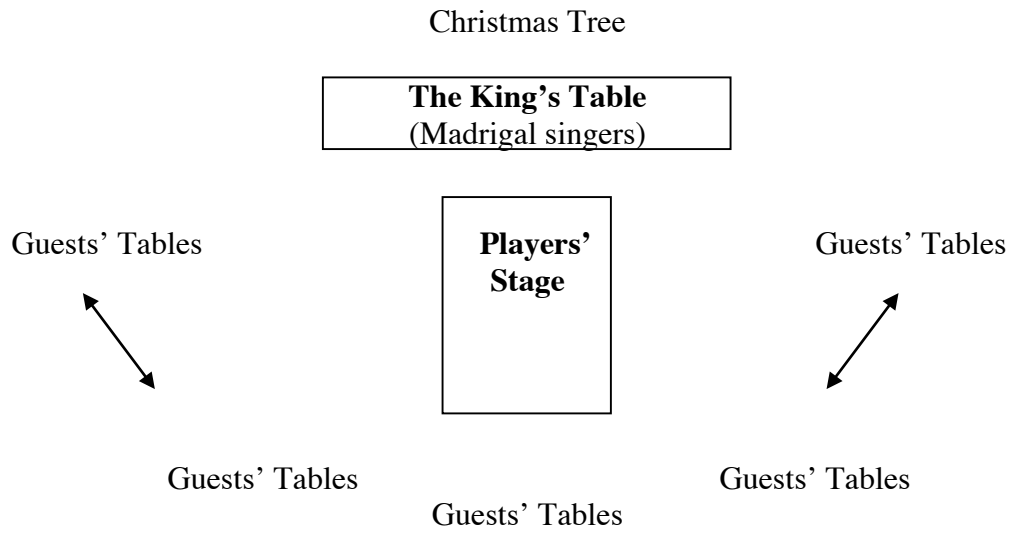 Christmas Tree
The King’s Table
(Madrigal singers)
Guests’ Tables
Players’
Stage
Guests’ Tables
Guests’ Tables
Guests’ Tables
Guests’ Tables